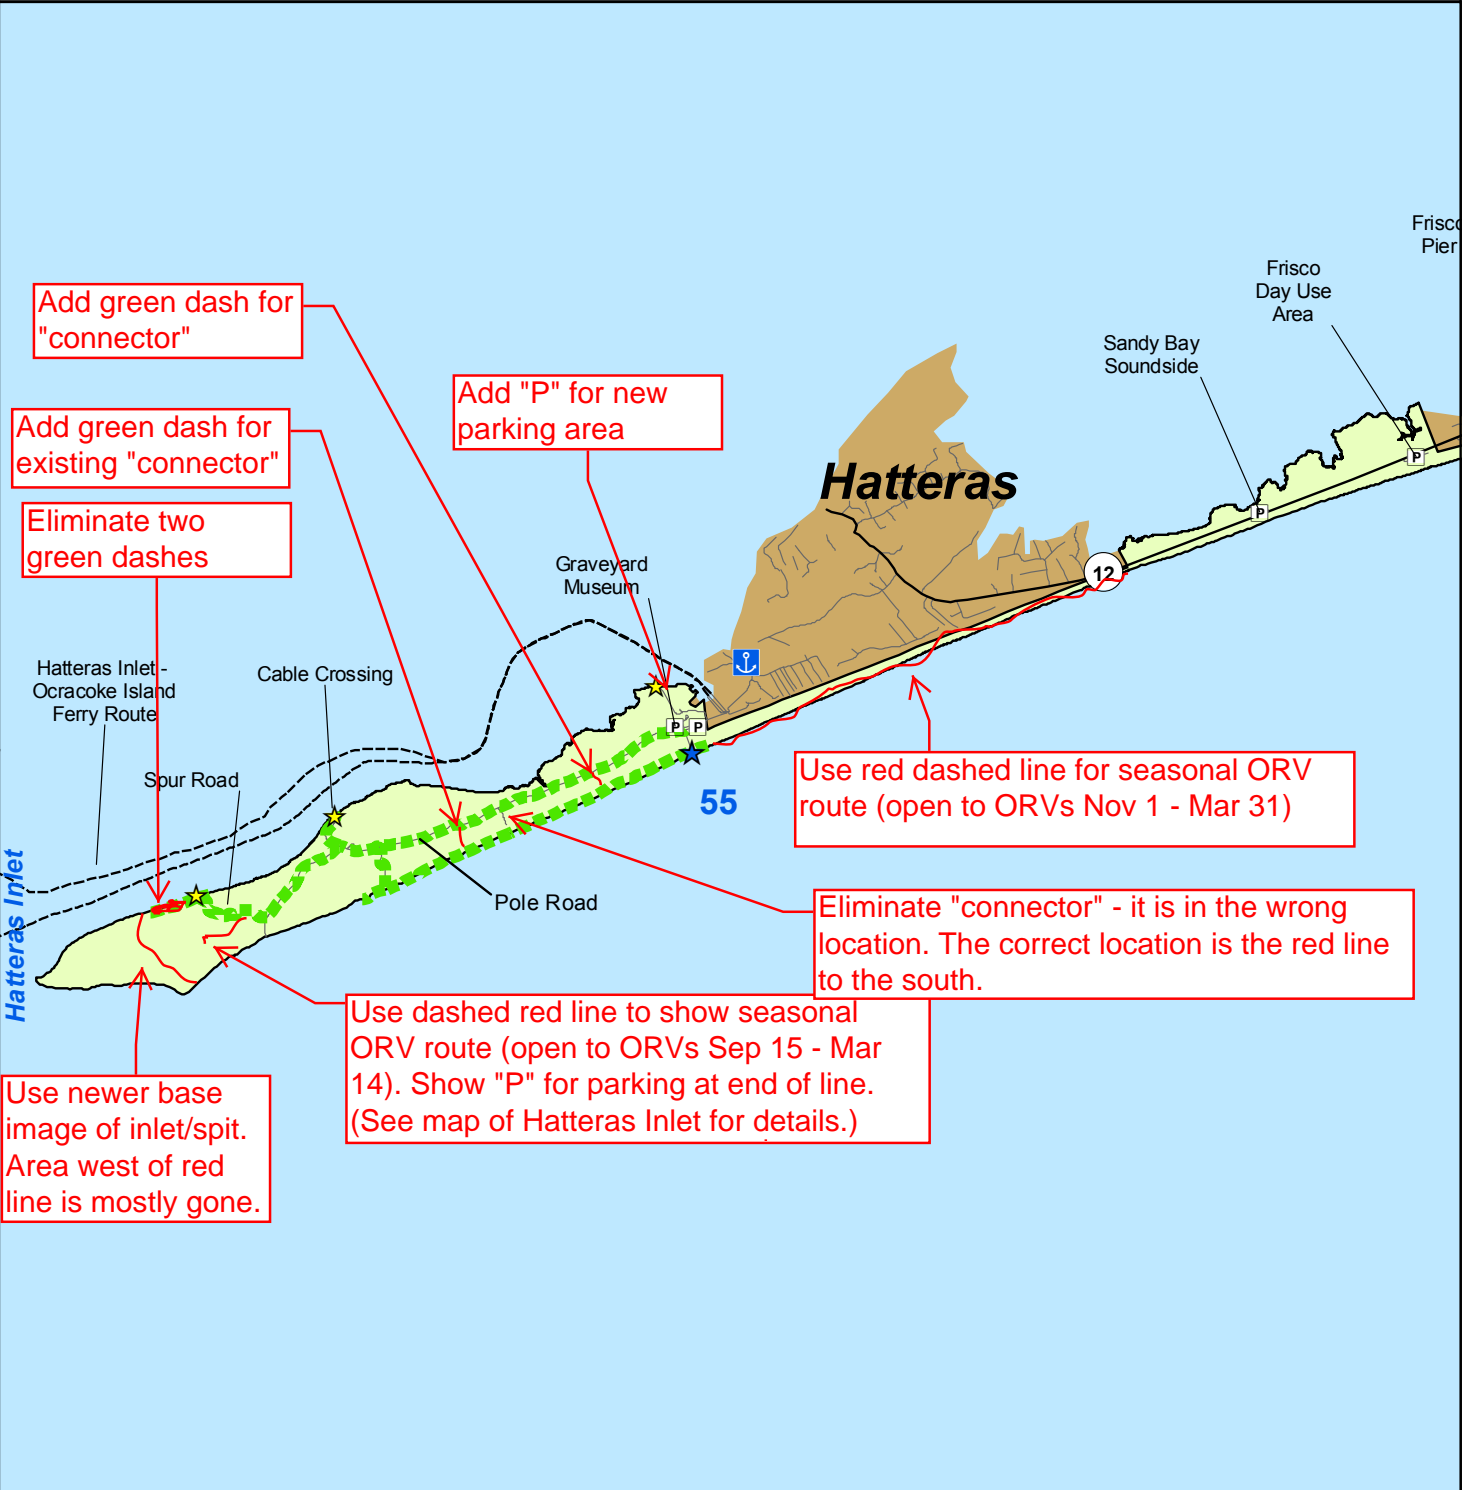 Frisco
Pier
Frisco
Day Use
Area
Add green dash for
"connector"
Sandy Bay
Soundside
Add "P" for new
parking area
Add green dash for
existing "connector"
Hatteras
P
P
Eliminate two
green dashes
Graveyard
Museum
12
Hatteras Inlet -
Ocracoke Island
Ferry Route
Cable Crossing
P
P
Spur Road
55
Use red dashed line for seasonal ORV
route (open to ORVs Nov 1 - Mar 31)
Hatteras Inlet
Pole Road
Eliminate "connector" - it is in the wrong
location. The correct location is the red line
to the south.
Use dashed red line to show seasonal
ORV route (open to ORVs Sep 15 - Mar
14). Show "P" for parking at end of line.
(See map of Hatteras Inlet for details.)
Use newer base
image of inlet/spit.
Area west of red
line is mostly gone.